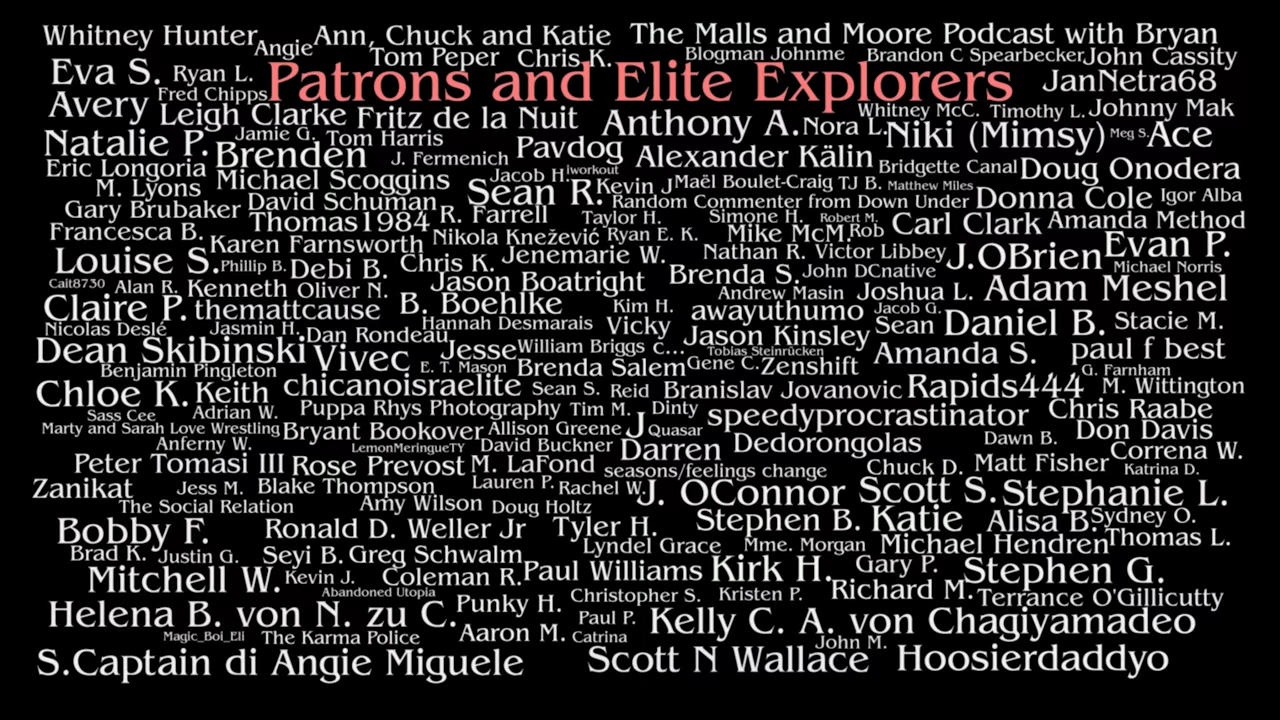 Whitney Hunter Angie Ann, Chuck and Katie The Malls and Moore Podcast with Bryan
Tom Peper Chris K. Blogman Johnme Brandon C Spearbecker John Cassity
Eva S. Ryan L. Patrons and Elite Explorers JanNetra68
Avery Fred Chipps Leigh Clarke Fritz de la Nuit Anthony A. Nora L. Whitney McC. Timothy L. Johnny Mak
Natalie P. Jamie G. Tom Harris Pavdog Niki (Mimsy) Meg S. Ace
Eric Longoria Brenden J. Fermenich Alexander Kälin Bridgette Canal Doug Onodera
M. Lyons Michael Scoggins Jacob H. lworkout Sean R. Kevin J Maël Boulet-Craig TJ B. Matthew Miles Donna Cole Igor Alba
Gary Brubaker David Schuman Random Commenter from Down Under
Thomas1984 R. Farrell Taylor H. Simone H. Robert M. Carl Clark Amanda Method
Francesca B. Karen Farnsworth Nikola Knežević Ryan E. K. Mike McM. Rob Evan P.
Louise S. Phillip B. Debi B. Chris K. Jenemarie W. Nathan R. Victor Libbey J.OBrien Michael Norris
Cait8730 Alan R. Kenneth Oliver N. Jason Boatright Brenda S. John DCnative Andrew Masin Joshua L. Adam Meshel
Claire P. themattcause B. Boehlke Kim H. awayuthumo Jacob G.
Nicolas Deslé Jasmin H. Dan Rondeau Hannah Desmarais Vicky Jason Kinsley Sean Daniel B. Stacie M.
Dean Skibinski Vivec Jesse William Briggs c... Tobias Steinrücken Amanda S. paul f best
Benjamin Pingleton E. T. Mason Brenda Salem Gene C. Zenshift G. Farnham
Chloe K. Keith chicanoisraelite Sean S. Reid Branislav Jovanovic Rapids444 M. Wittington
Sass Cee Adrian W. Puppa Rhys Photography Tim M. Dinty speedyprocrastinator Chris Raabe
Marty and Sarah Love Wrestling Bryant Bookover Allison Greene J Quasar Don Davis
Anferny W. LemonMeringueTY David Buckner Darren Dedorongolas Dawn B. Correna W.
Peter Tomasi III Rose Prevost M. LaFond seasons/feelings change Chuck D. Matt Fisher Katrina D.
Zanikat Jess M. Blake Thompson Lauren P. Rachel W. J. OConnor Scott S. Stephanie L.
The Social Relation Amy Wilson Doug Holtz
Bobby F. Ronald D. Weller Jr Tyler H. Stephen B. Katie Alisa B. Sydney O.
Brad K. Justin G. Seyi B. Greg Schwalm Lyndel Grace Mme. Morgan Michael Hendren Thomas L.
Mitchell W. Kevin J. Coleman R. Paul Williams Kirk H. Gary P. Stephen G.
Abandoned Utopia Christopher S. Kristen P. Richard M. Terrance O'Gillicutty
Helena B. von N. zu C. Punky H. Paul P. Kelly C. A. von Chagiyamadeo
Magic_Boi_Eli The Karma Police Aaron M. Catrina John M.
S.Captain di Angie Miguele Scott N Wallace Hoosierdaddyo